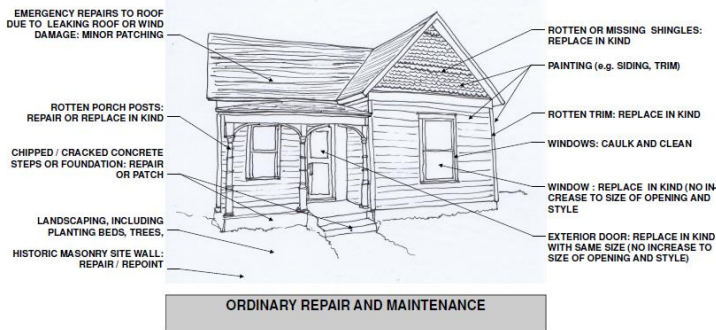 EMERGENCY REPAIRS TO ROOF
DUE TO LEAKING ROOF OR WIND
DAMAGE: MINOR PATCHING
ROTTEN PORCH POSTS:
REPAIR OR REPLACE IN KIND
CHIPPED / CRACKED CONCRETE
STEPS OR FOUNDATION: REPAIR
OR PATCH
LANDSCAPING, INCLUDING
PLANTING BEDS, TREES,
HISTORIC MASONRY SITE WALL:
REPAIR / REPOINT
ROTTEN OR MISSING SHINGLES:
REPLACE IN KIND
PAINTING (e.g. SIDING, TRIM)
ROTTEN TRIM: REPLACE IN KIND
WINDOWS: CAULK AND CLEAN
WINDOW : REPLACE IN KIND (NO IN-
CREASE TO SIZE OF OPENING AND
STYLE
EXTERIOR DOOR: REPLACE IN KIND
WITH SAME SIZE (NO INCREASE TO
SIZE OF OPENING AND STYLE)
ORDINARY REPAIR AND MAINTENANCE